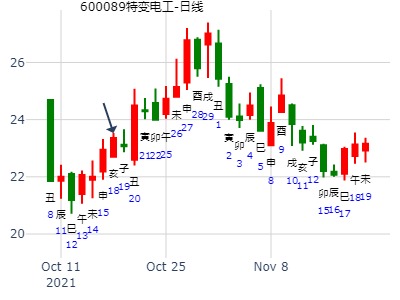 600089特变电工-日线
26
24
22
20
丑
8
辰
11
巳
12
午
13
未
14
申
15
亥
18
子
19
丑
20
寅
21
卯
22
午
25
未
26
申
27
酉
28
戌
29
丑
1
寅
2
卯
3
辰
4
巳
5
申
8
酉
9
戌
10
亥
11
子
12
卯
15
辰
16
巳
17
午
18
未
19
Oct 11
2021
Oct 25
Nov 8